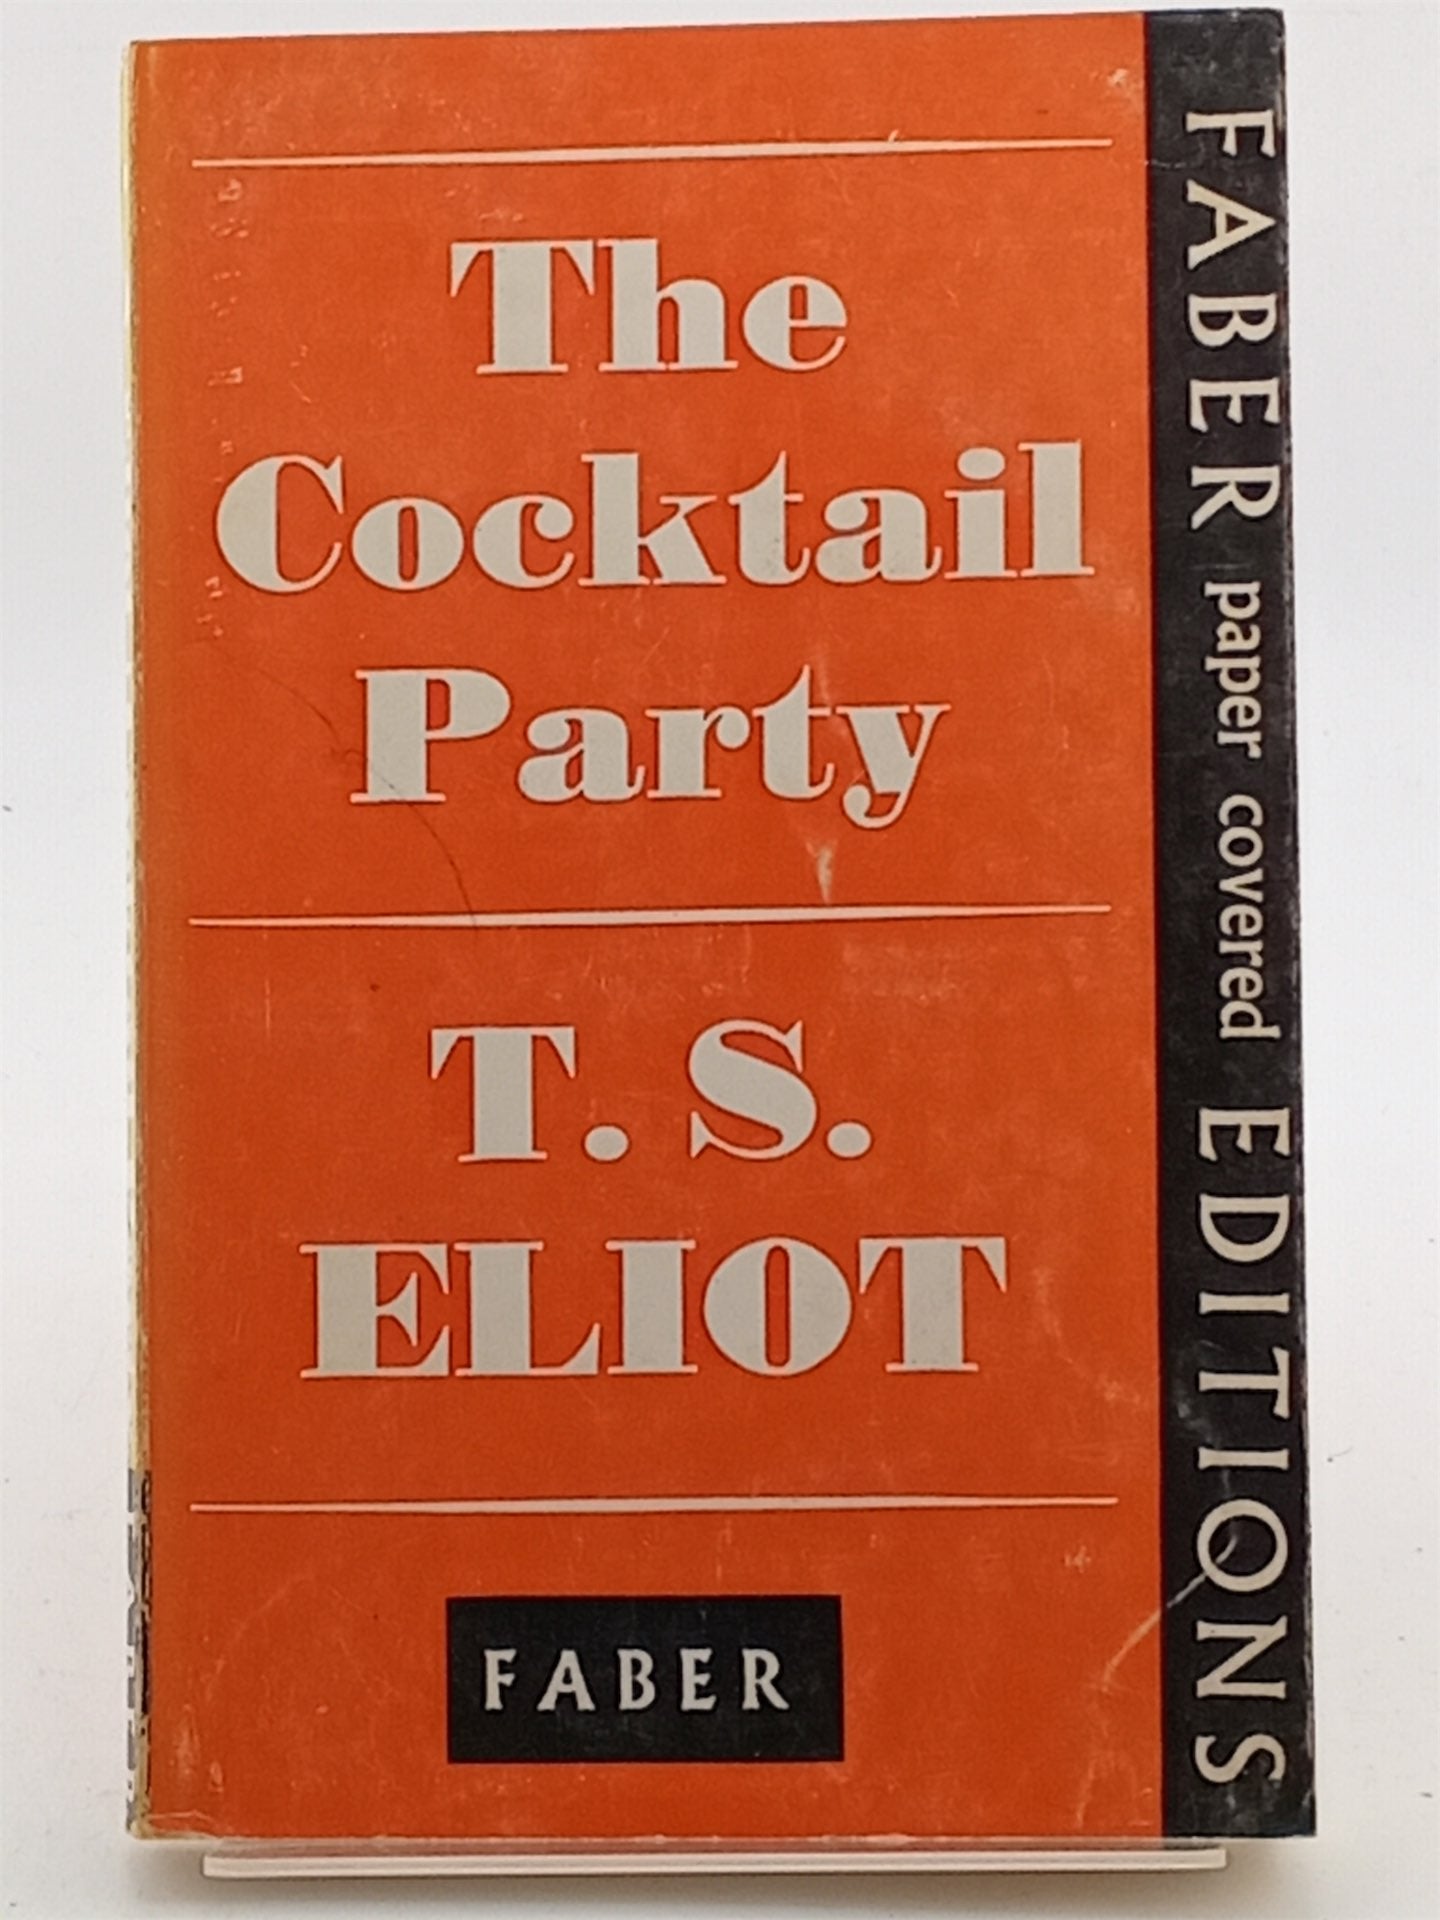 The
Cocktail
Party
T. S.
ELIOT
FABER
FABER paper covered EDITIONS